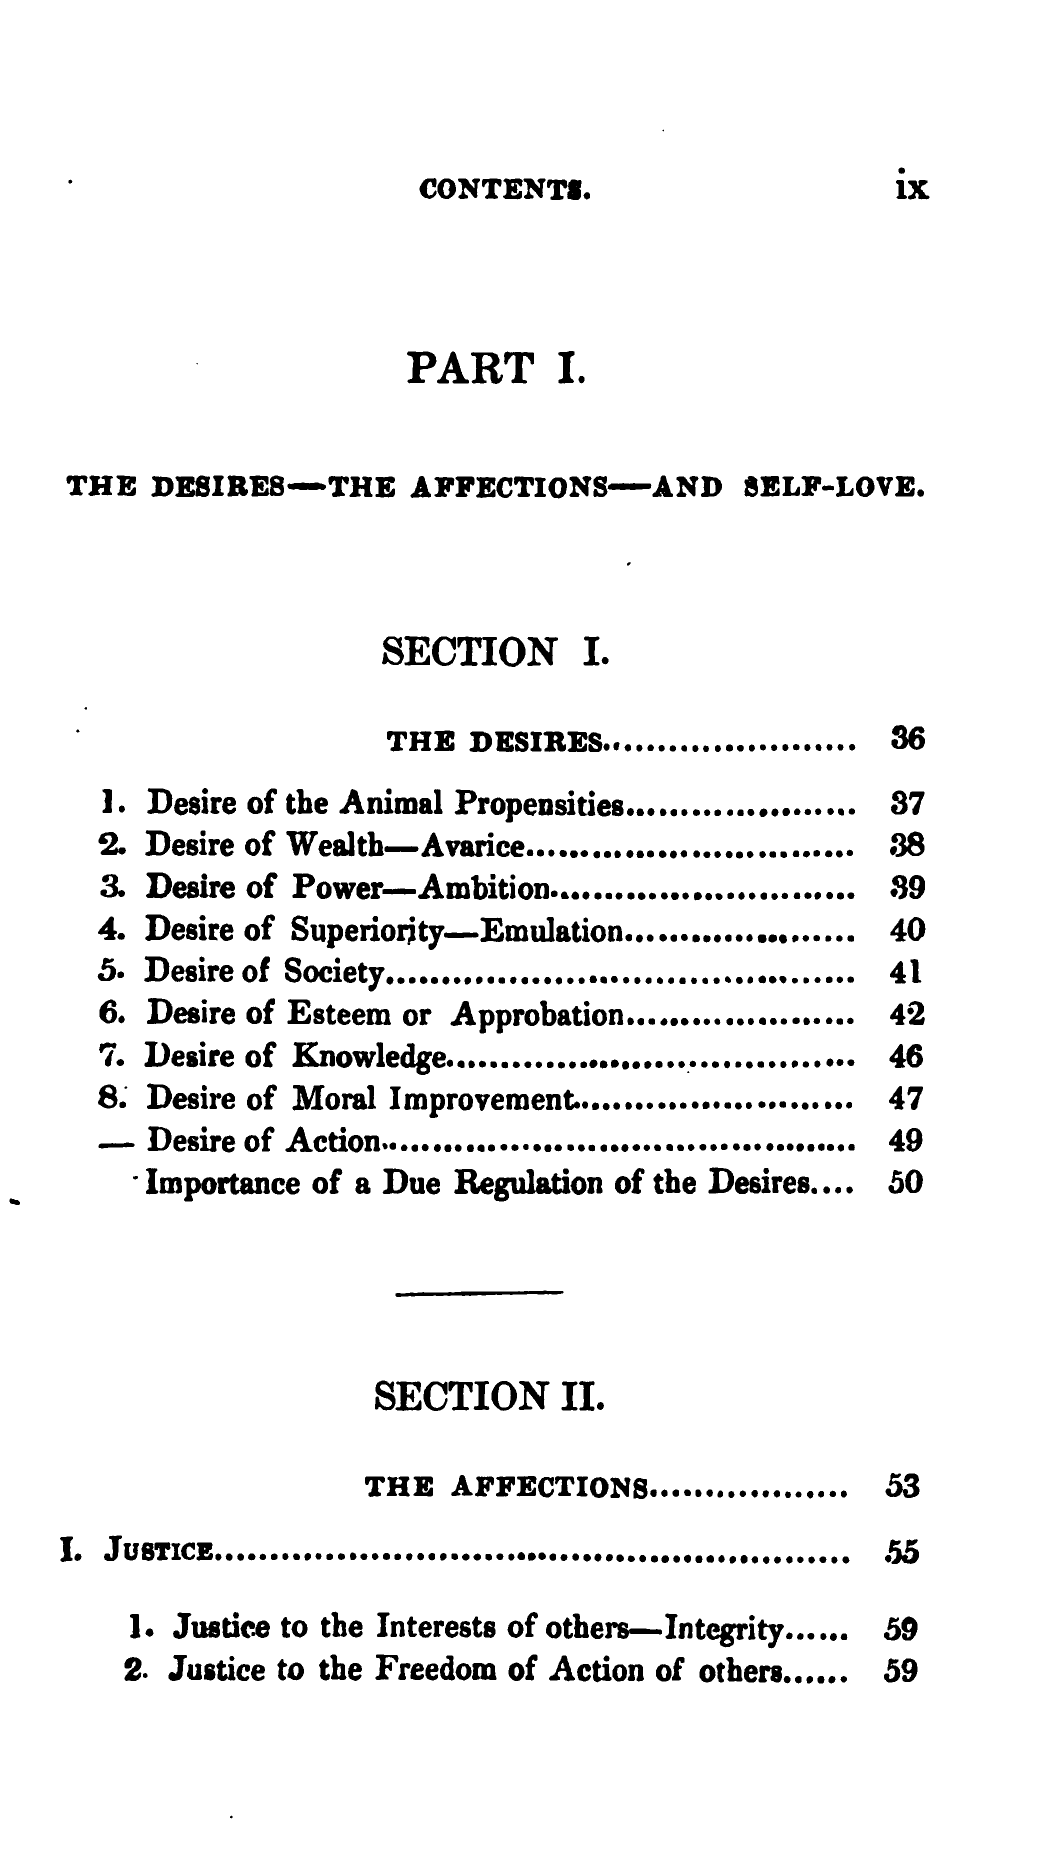 CONTENTS. ix
PART I.
THE DESIRES—THE AFFECTIONS—AND SELF-LOVE.
SECTION I.
THE DESIRES....................... 36
1. Desire of the Animal Propensities..................... 37
2. Desire of Wealth—Avarice.............................. 38
3. Desire of Power—Ambition............................ 39
4. Desire of Superiority—Emulation..................... 40
5. Desire of Society........................................... 41
6. Desire of Esteem or Approbation..................... 42
7. Desire of Knowledge..................................... 46
8. Desire of Moral Improvement......................... 47
— Desire of Action........................................... 49
Importance of a Due Regulation of the Desires.... 50
SECTION II.
THE AFFECTIONS.................. 53
I. JUSTICE.......................................................... 55
1. Justice to the Interests of others—Integrity...... 59
2. Justice to the Freedom of Action of others...... 59